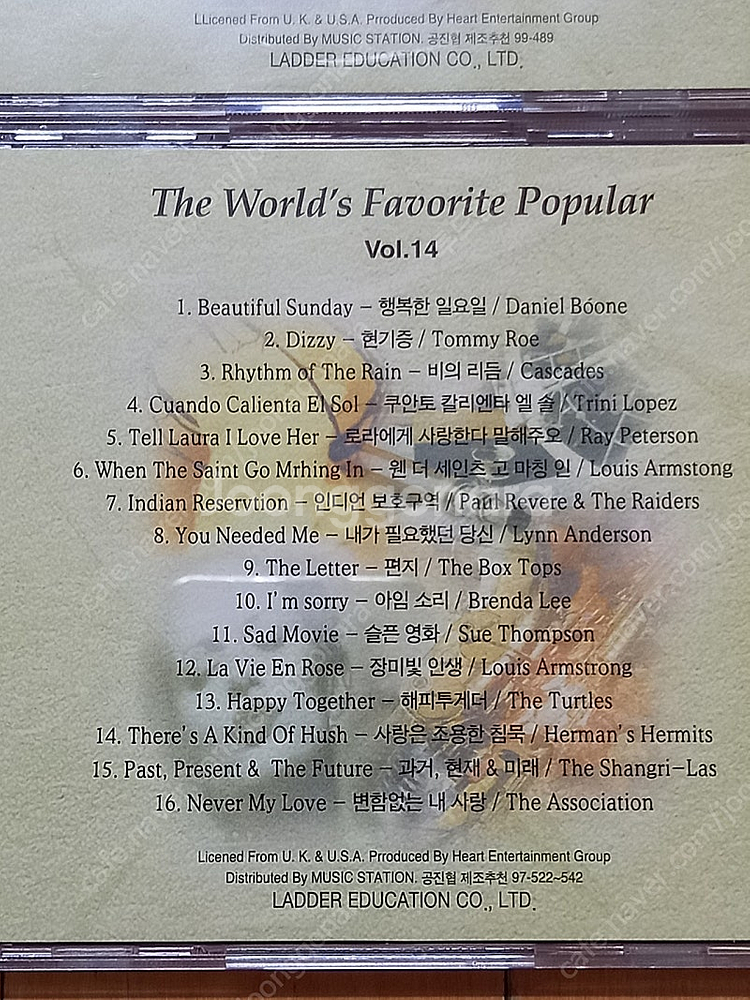 LLicened From U. K. & U.S.A. Prroduced By Heart Entertainment Group
Distributed By MUSIC STATION. 공진협 제조추천 99-489
LADDER EDUCATION CO., LTD.
The World's Favorite Popular
Vol.14
1. Beautiful Sunday – 행복한 일요일 / Daniel Bóone
2. Dizzy – 현기증 / Tommy Roe
3. Rhythm of The Rain – 비의 리듬 / Cascades
4. Cuando Calienta El Sol – 쿠안토 칼리엔타 엘 솔 / Trini Lopez
5. Tell Laura I Love Her – 로라에게 사랑한다 말해주오 / Ray Peterson
6. When The Saint Go Mrhing In – 웬 더 세인츠 고 마칭 인 / Louis Armstong
7. Indian Reservtion – 인디언 보호구역 / Paul Revere & The Raiders
8. You Needed Me – 내가 필요했던 당신 / Lynn Anderson
9. The Letter – 편지 / The Box Tops
10. I'm sorry – 아임 소리 / Brenda Lee
11. Sad Movie – 슬픈 영화 / Sue Thompson
12. La Vie En Rose – 장미빛 인생 / Louis Armstrong
13. Happy Together – 해피투게더 / The Turtles
14. There's A Kind Of Hush – 사랑은 조용한 침묵 / Herman's Hermits
15. Past, Present & The Future – 과거, 현재 & 미래 / The Shangri-Las
16. Never My Love – 변함없는 내 사랑 / The Association
Licened From U. K. & U.S.A. Prroduced By Heart Entertainment Group
Distributed By MUSIC STATION. 공진협 제조추천 97-522~542
LADDER EDUCATION CO., LTD.